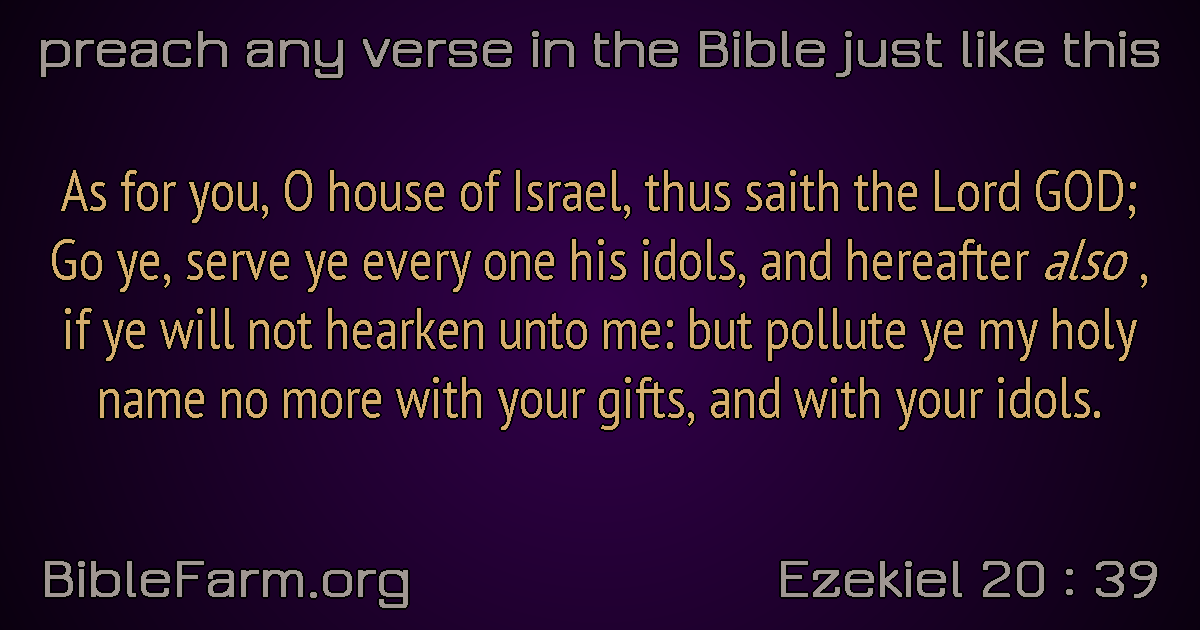 preach any verse in the Bible just like this
As for you, O house of Israel, thus saith the Lord GOD;
Go ye, serve ye every one his idols, and hereafter also ,
if ye will not hearken unto me: but pollute ye my holy
name no more with your gifts, and with your idols.
BibleFarm.org
Ezekiel 20 : 39